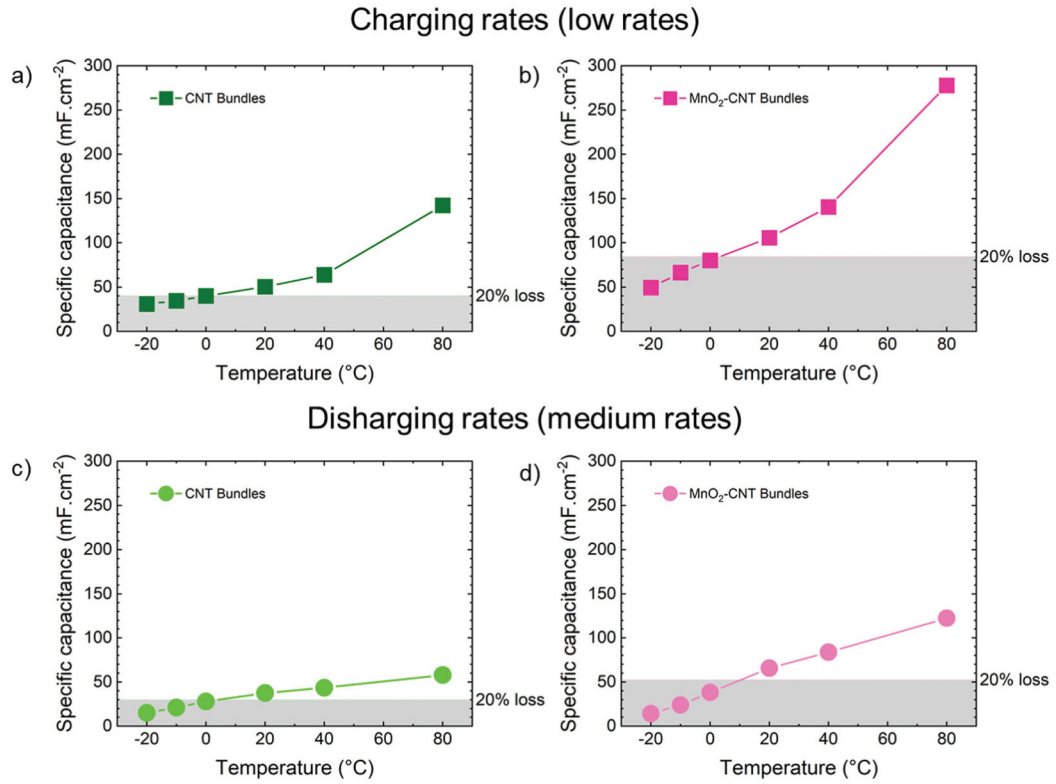 Charging rates (low rates)
a)
b)
300
250
200
150
100
50
0
Specific capacitance (mF.cm-2)
CNT Bundles
20% loss
-20 0 20 40 60 80
Temperature (°C)
300
250
200
150
100
50
0
Specific capacitance (mF.cm-2)
MnO2-CNT Bundles
20% loss
-20 0 20 40 60 80
Temperature (°C)
Disharging rates (medium rates)
c)
d)
300
250
200
150
100
50
0
Specific capacitance (mF.cm-2)
CNT Bundles
20% loss
-20 0 20 40 60 80
Temperature (°C)
300
250
200
150
100
50
0
Specific capacitance (mF.cm-2)
MnO2-CNT Bundles
20% loss
-20 0 20 40 60 80
Temperature (°C)